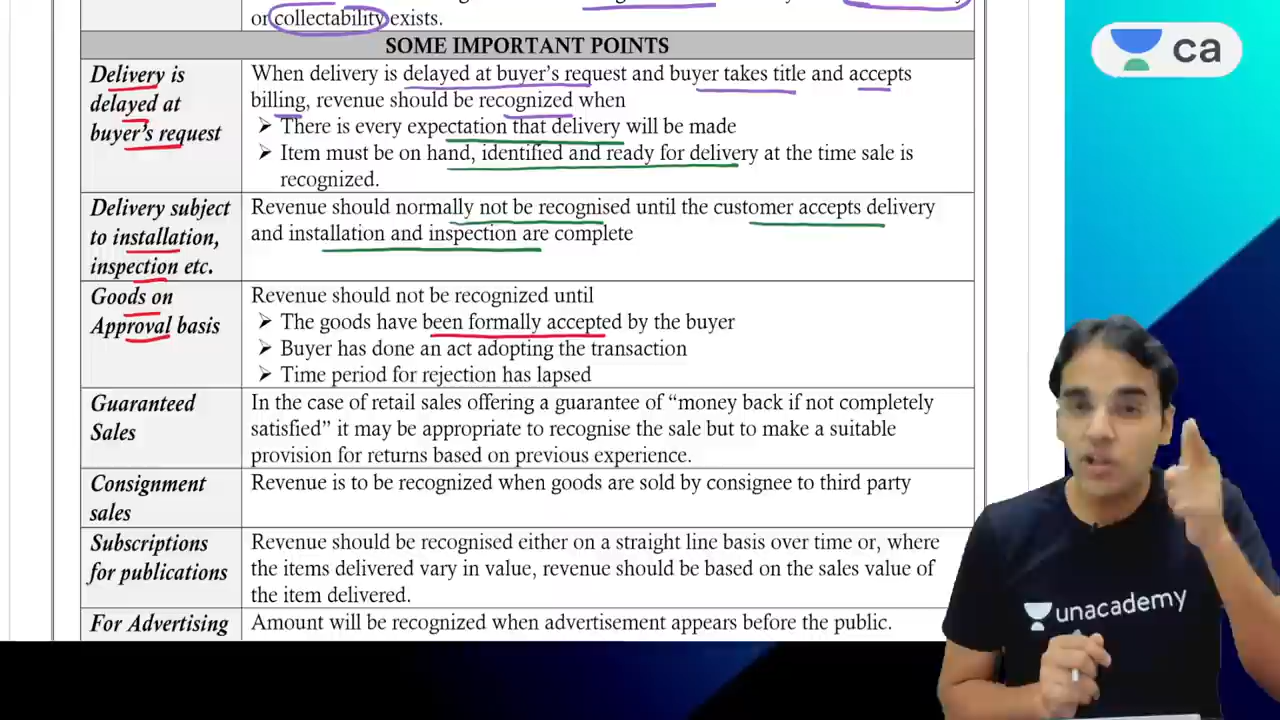 or collectability exists.
SOME IMPORTANT POINTS
Delivery is
delayed at
buyer's request
When delivery is delayed at buyer's request and buyer takes title and accepts
billing, revenue should be recognized when
➢ There is every expectation that delivery will be made
➢ Item must be on hand, identified and ready for delivery at the time sale is
recognized.
Delivery subject
to installation,
inspection etc.
Revenue should normally not be recognised until the customer accepts delivery
and installation and inspection are complete
Goods on
Approval basis
Revenue should not be recognized until
➢ The goods have been formally accepted by the buyer
➢ Buyer has done an act adopting the transaction
➢ Time period for rejection has lapsed
Guaranteed
Sales
In the case of retail sales offering a guarantee of “money back if not completely
satisfied” it may be appropriate to recognise the sale but to make a suitable
provision for returns based on previous experience.
Consignment
sales
Revenue is to be recognized when goods are sold by consignee to third party
Subscriptions
for publications
Revenue should be recognised either on a straight line basis over time or, where
the items delivered vary in value, revenue should be based on the sales value of
the item delivered.
For Advertising
Amount will be recognized when advertisement appears before the public.
ca
unacademy